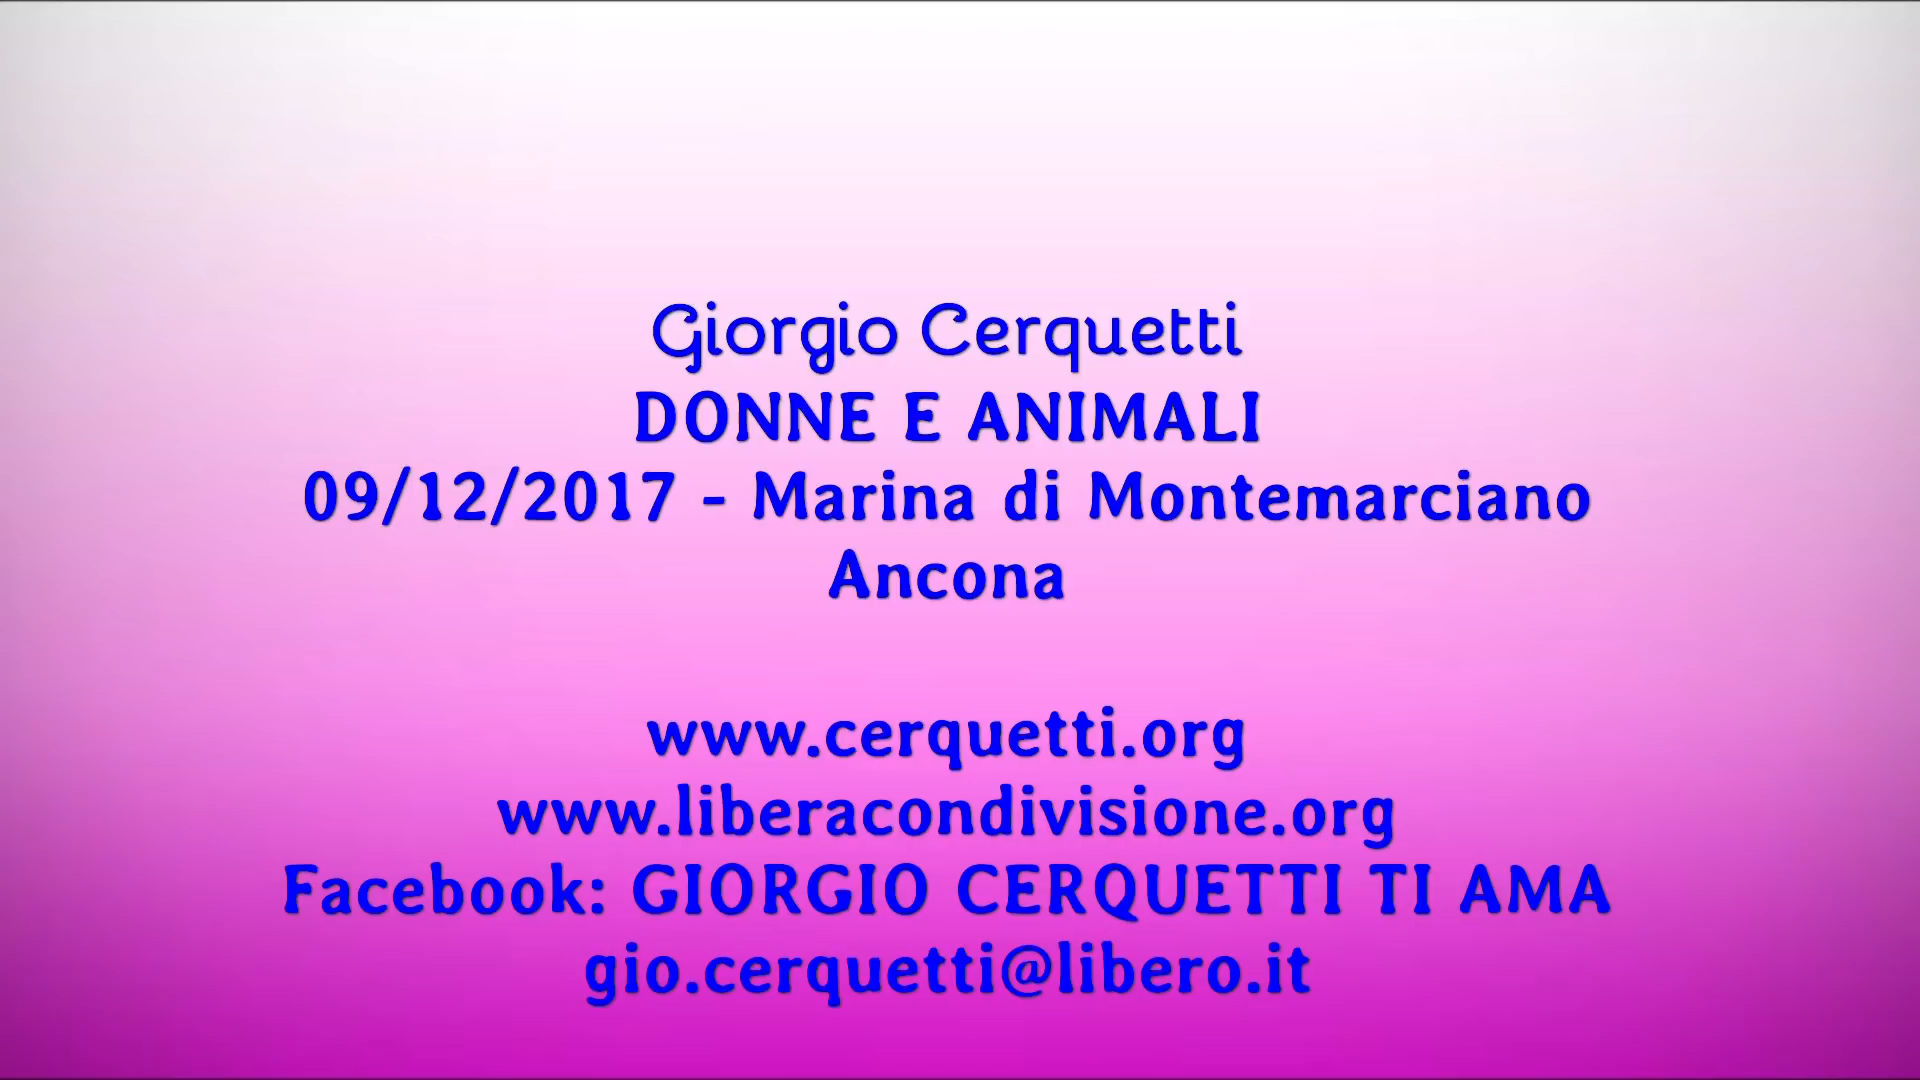 Giorgio Cerquetti
DONNE E ANIMALI
09/12/2017 - Marina di Montemarciano
Ancona
www.cerquetti.org
www.liberacondivisione.org
Facebook: GIORGIO CERQUETTI TI AMA
gio.cerquetti@libero.it